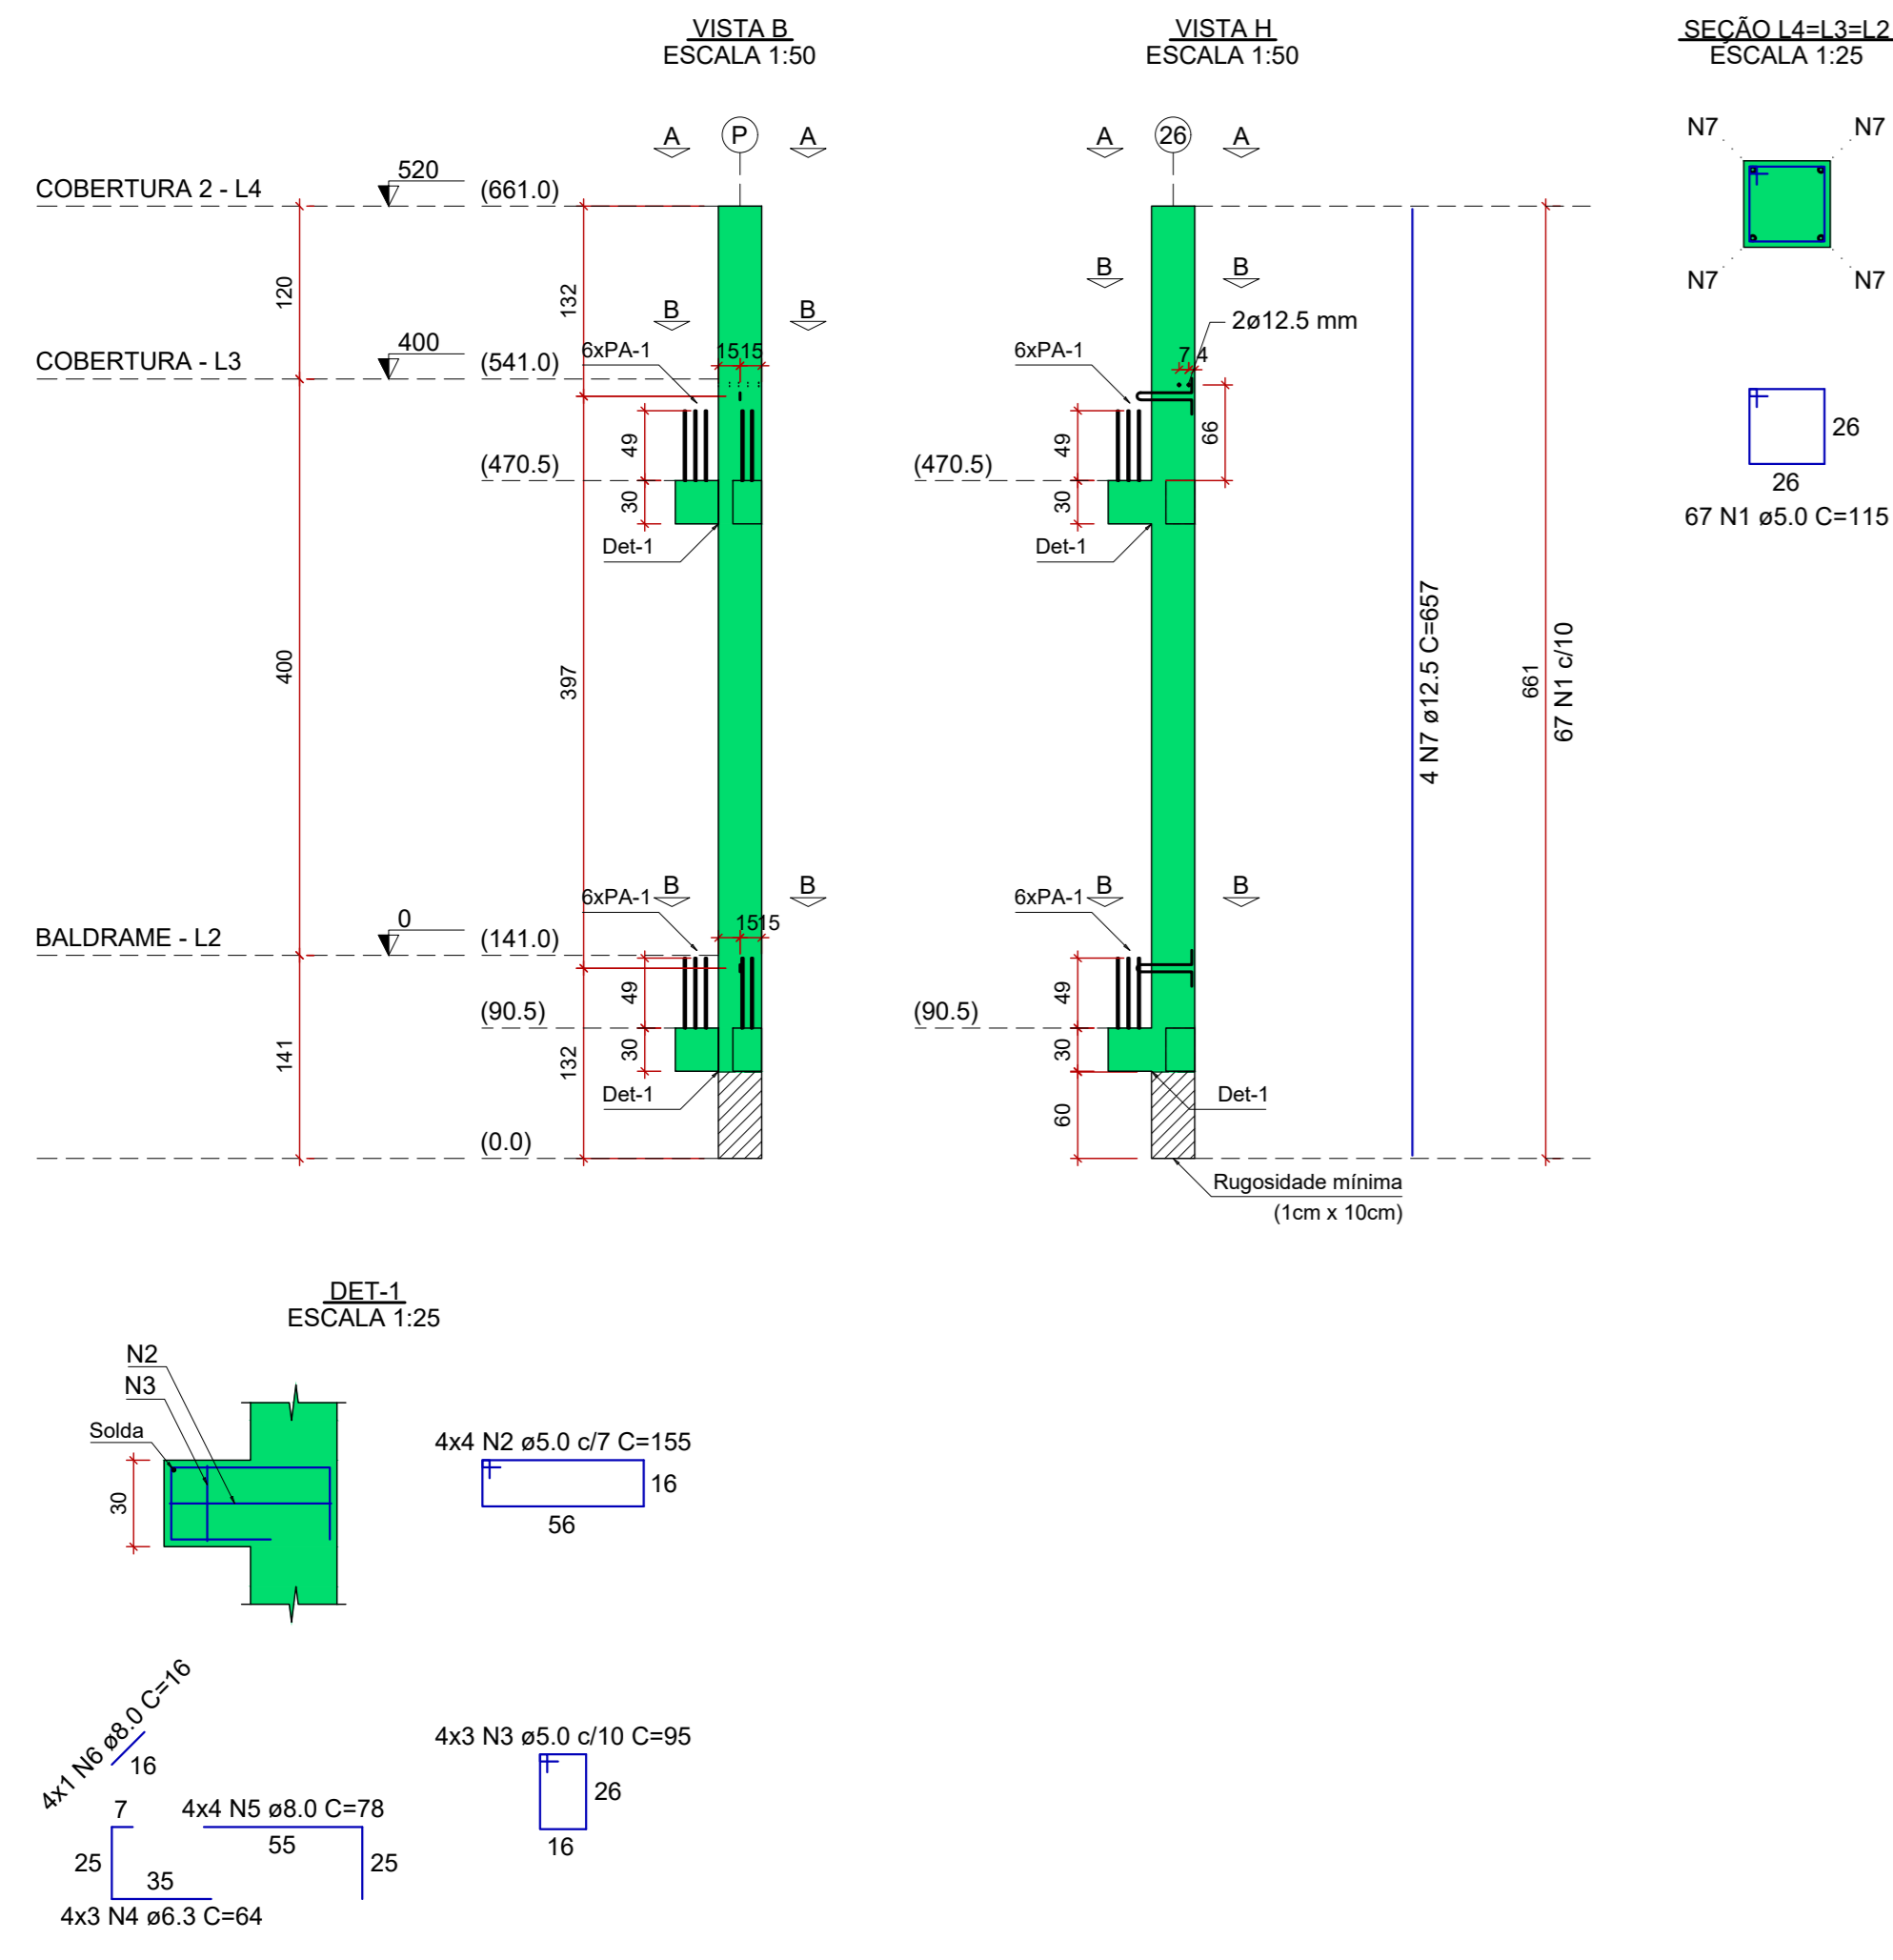 VISTA B
ESCALA 1:50
VISTA H
ESCALA 1:50
SEÇÃO L4=L3=L2
ESCALA 1:25
A
P
A
A
26
A
N7
N7
N7
N7
COBERTURA 2 - L4
520
(661.0)
120
132
B
B
B
B
2ø12.5 mm
COBERTURA - L3
400
(541.0)
6xPA-1
1515
6xPA-1
7,4
49
49
66
(470.5)
(470.5)
30
30
Det-1
Det-1
26
26
67 N1 ø5.0 C=115
400
397
4 N7 ø12.5 C=657
661
67 N1 c/10
6xPA-1
B
B
6xPA-1
B
B
BALDRAME - L2
0
(141.0)
1515
49
49
(90.5)
(90.5)
141
132
30
30
Det-1
Det-1
60
(0.0)
Rugosidade mínima
(1cm x 10cm)
DET-1
ESCALA 1:25
N2
N3
Solda
30
4x4 N2 ø5.0 c/7 C=155
16
56
4x1 N6 ø8.0 C=16
16
4x3 N3 ø5.0 c/10 C=95
26
16
7
4x4 N5 ø8.0 C=78
55
25
25
35
4x3 N4 ø6.3 C=64